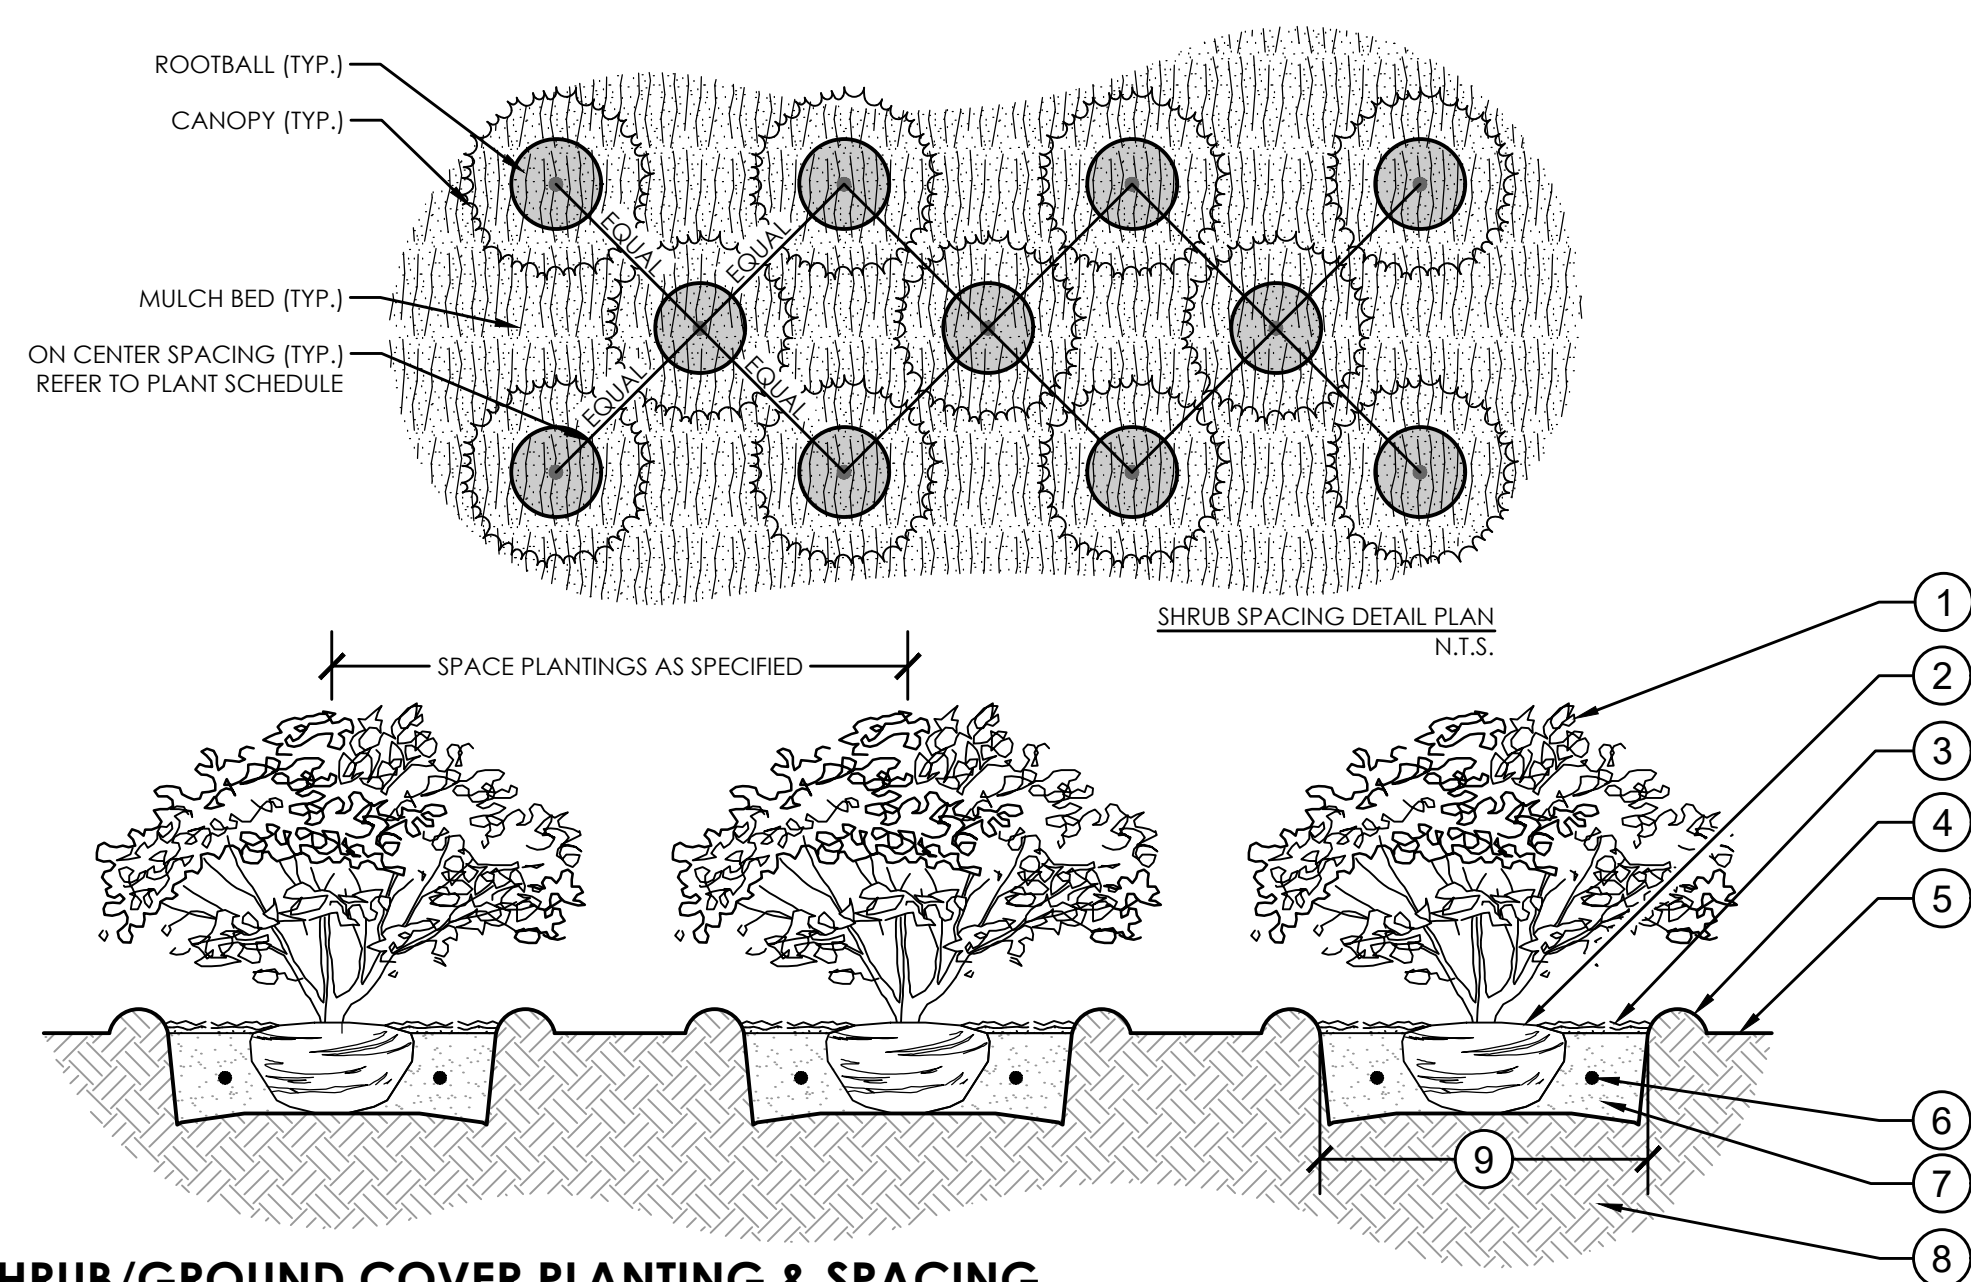 ROOTBALL (TYP.)
CANOPY (TYP.)
MULCH BED (TYP.)
ON CENTER SPACING (TYP.)
REFER TO PLANT SCHEDULE
EQUAL
EQUAL
EQUAL
EQUAL
SHRUB SPACING DETAIL PLAN
N.T.S.
SPACE PLANTINGS AS SPECIFIED
1
2
3
4
5
6
7
8
9
HRUB/GROUND COVER PLANTING & SPACING